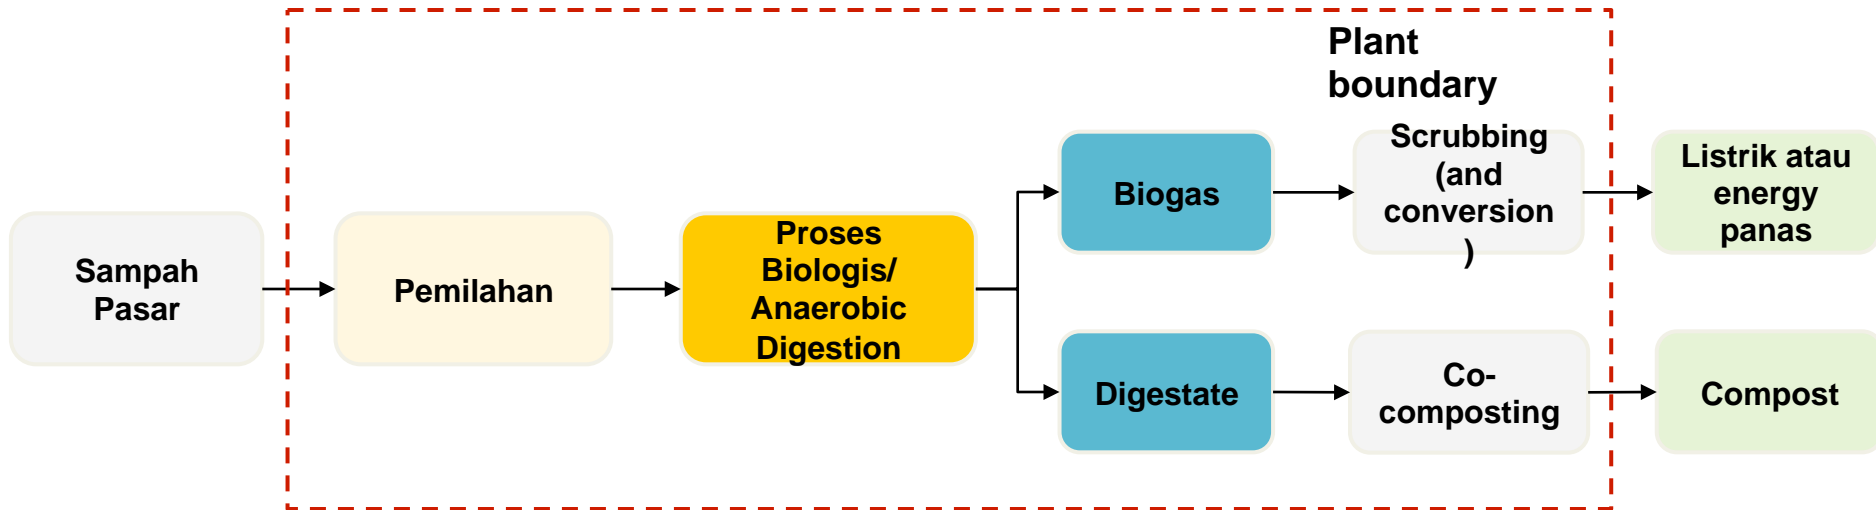 Plant
boundary
Sampah
Pasar
Pemilahan
Proses
Biologis/
Anaerobic
Digestion
Biogas
Scrubbing
(and
conversion
)
Listrik atau
energy
panas
Digestate
Co-
composting
Compost